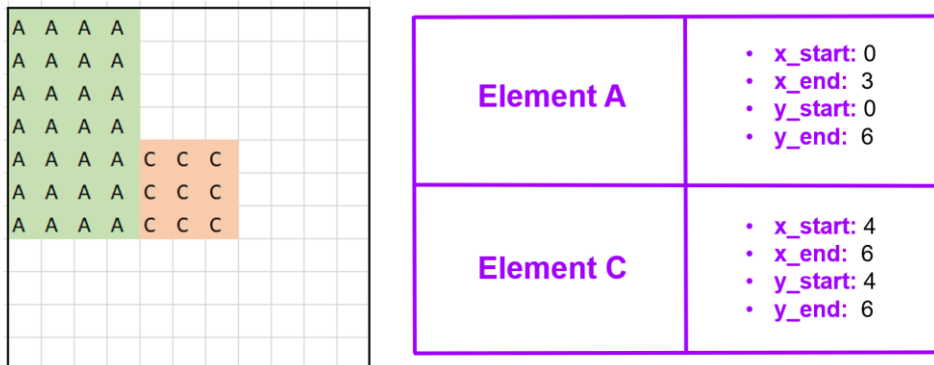 A A A A
A A A A
A A A A
A A A A
A A A A C C C
A A A A C C C
A A A A C C C
Element A
• x_start: 0
• x_end: 3
• y_start: 0
• y_end: 6
Element C
• x_start: 4
• x_end: 6
• y_start: 4
• y_end: 6